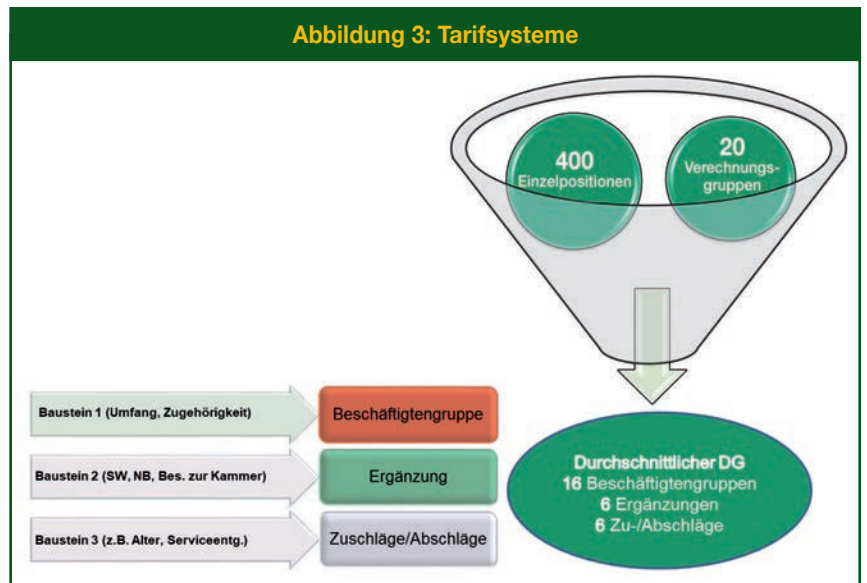 Abbildung 3: Tarifsysteme
400
Einzelpositionen
20
Verechnungs-
gruppen
Baustein 1 (Umfang, Zugehörigkeit)
Beschäftigtengruppe
Baustein 2 (SW, NB, Bes. zur Kammer)
Ergänzung
Baustein 3 (z.B. Alter, Serviceentg.)
Zuschläge/Abschläge
Durchschnittlicher DG
16 Beschäftigtengruppen
6 Ergänzungen
6 Zu-/Abschläge